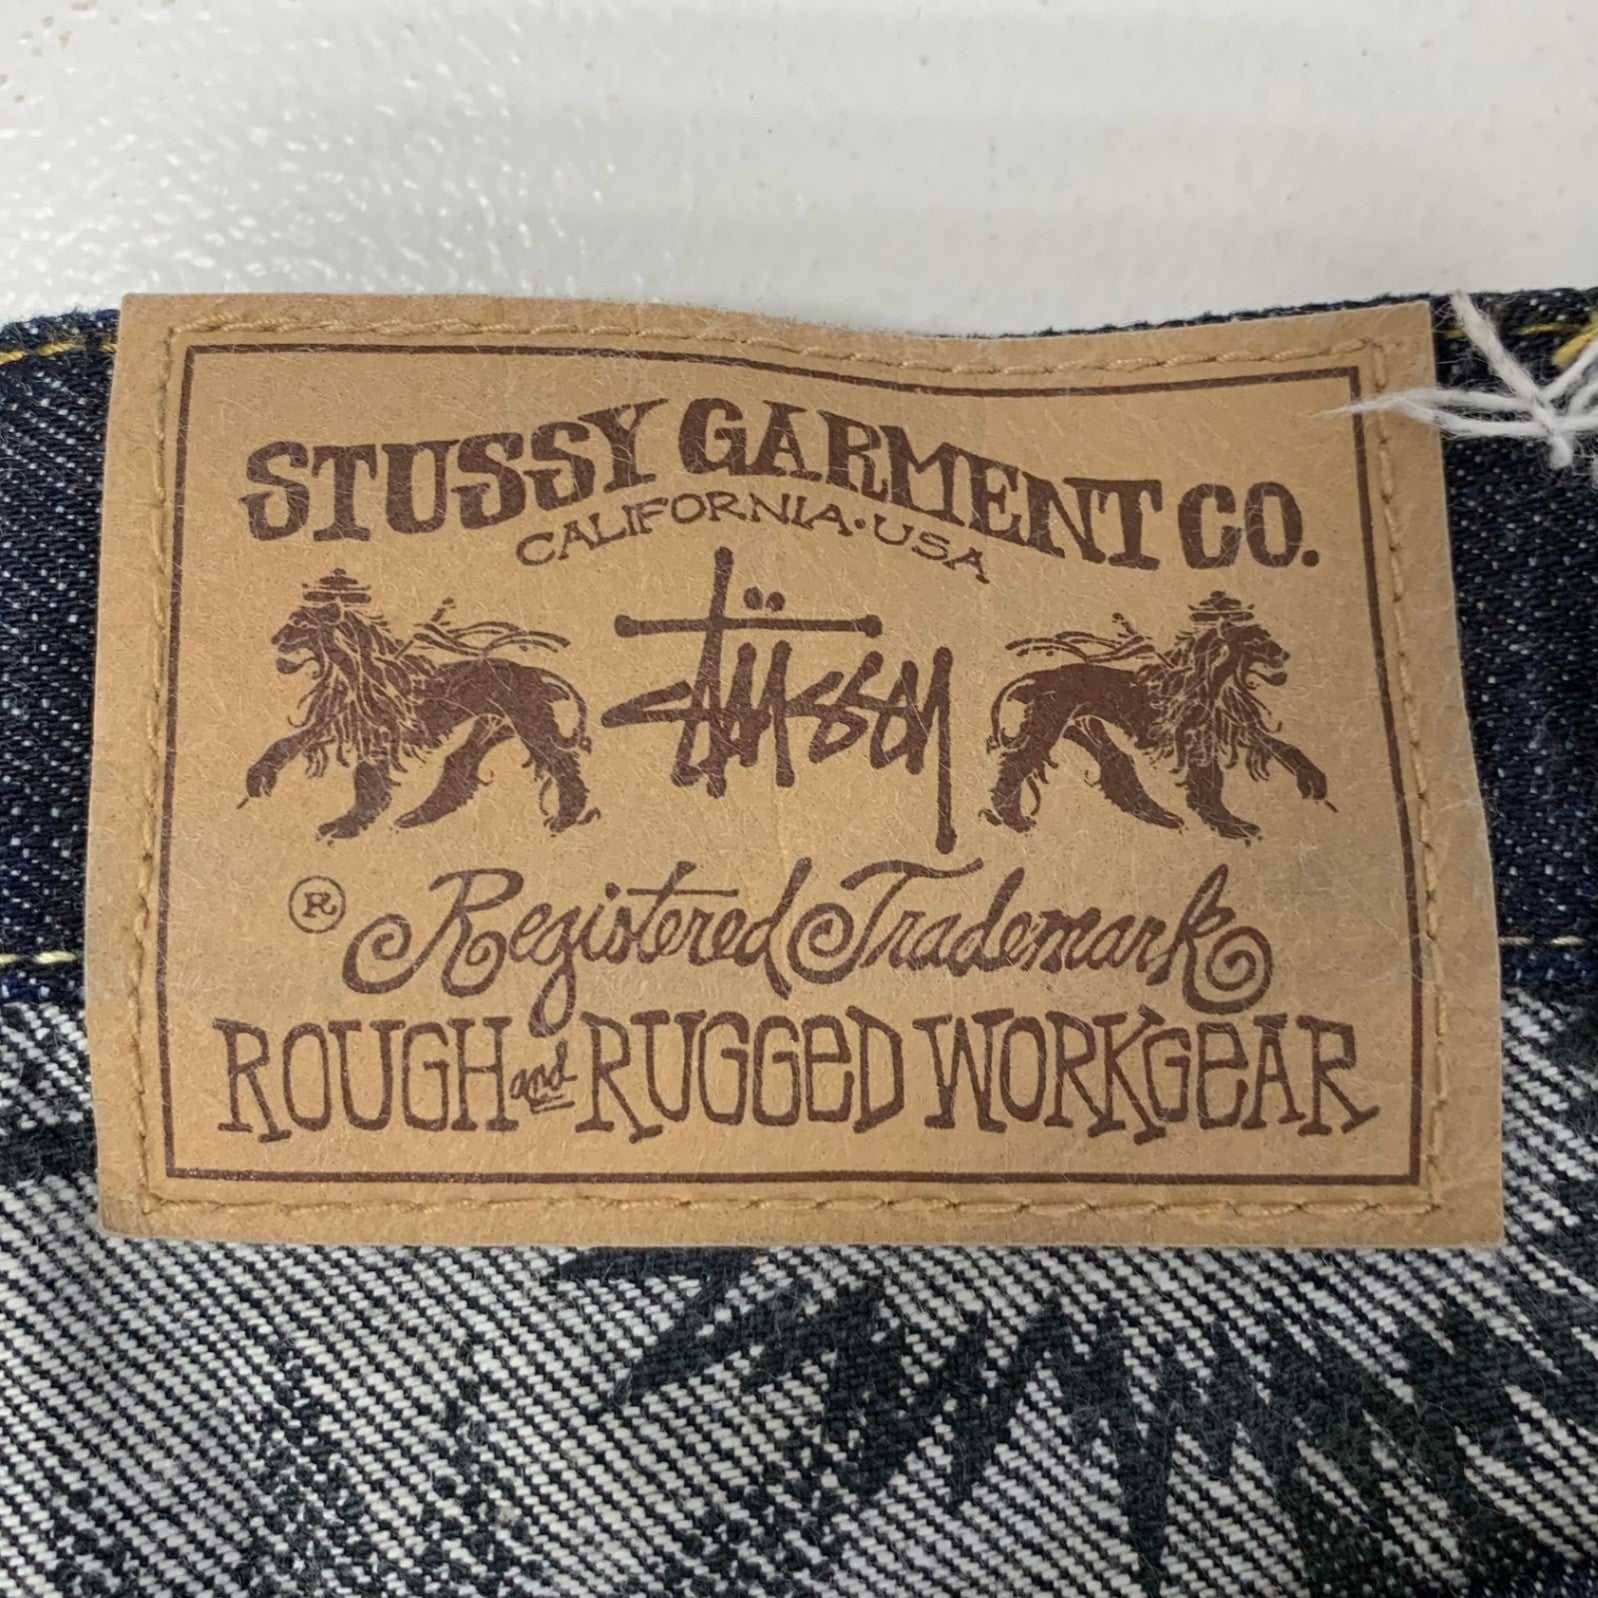 STUSSY GARMENT CO.
CALIFORNIA·USA
Stüssy
® Registered Trademark
ROUGH and RUGGED WORKGEAR